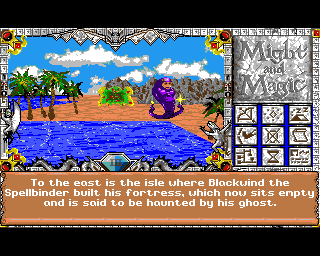 Might
and
Magic
To the east is the isle where Blackwind the
Spellbinder built his fortress, which now sits empty
and is said to be haunted by his ghost.